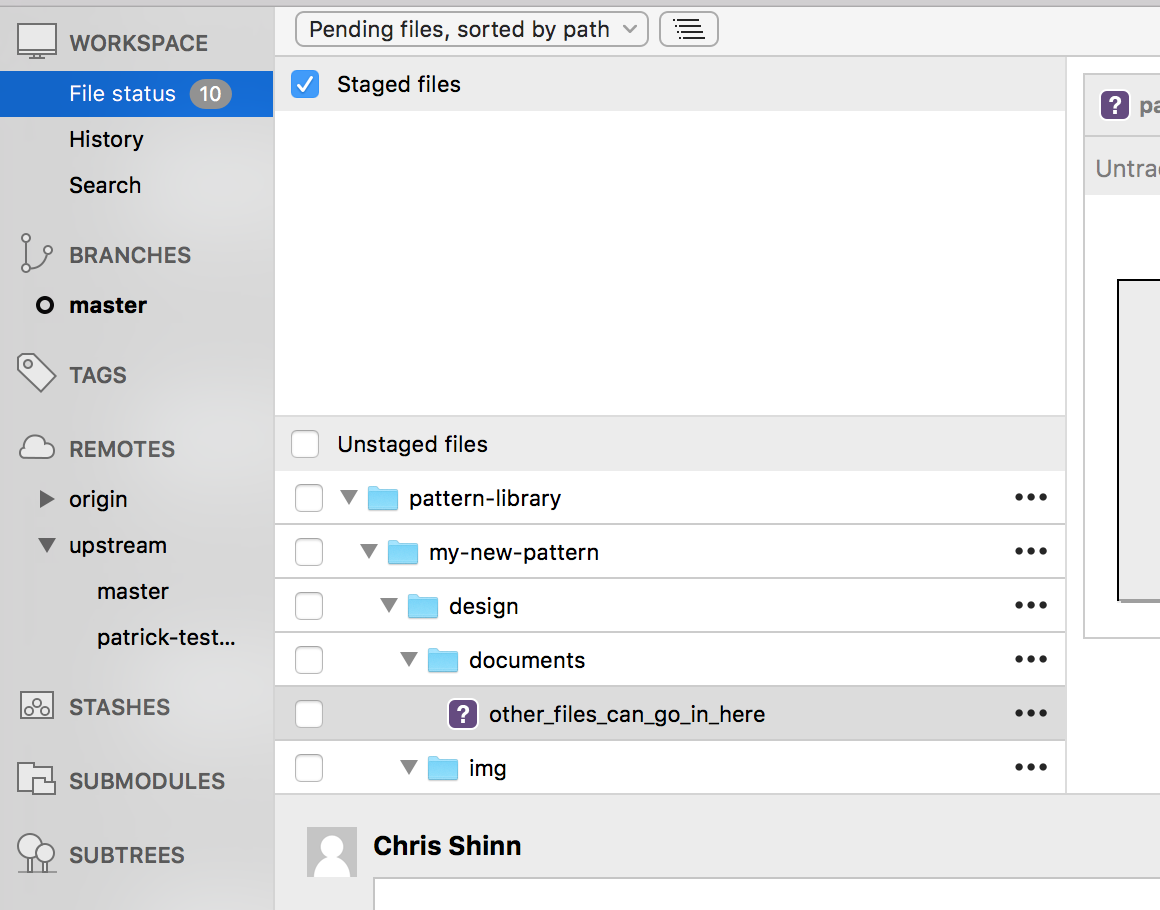 WORKSPACE
File status 10
History
Search
BRANCHES
master
TAGS
REMOTES
origin
upstream
master
patrick-test...
STASHES
SUBMODULES
SUBTREES
Pending files, sorted by path
Staged files
Unstaged files
pattern-library
my-new-pattern
design
documents
? other_files_can_go_in_here
img
Chris Shinn
? pa
Untra